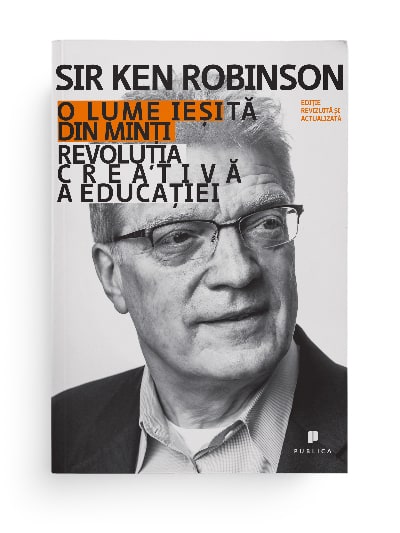 SIR KEN ROBINSON
O LUME IEȘITĂ
DIN MINȚI
REVOLUȚIA
CREATIVĂ
A EDUCAȚIEI
EDIȚIE
REVIZUITĂ ȘI
ACTUALIZATĂ
PUBLICA